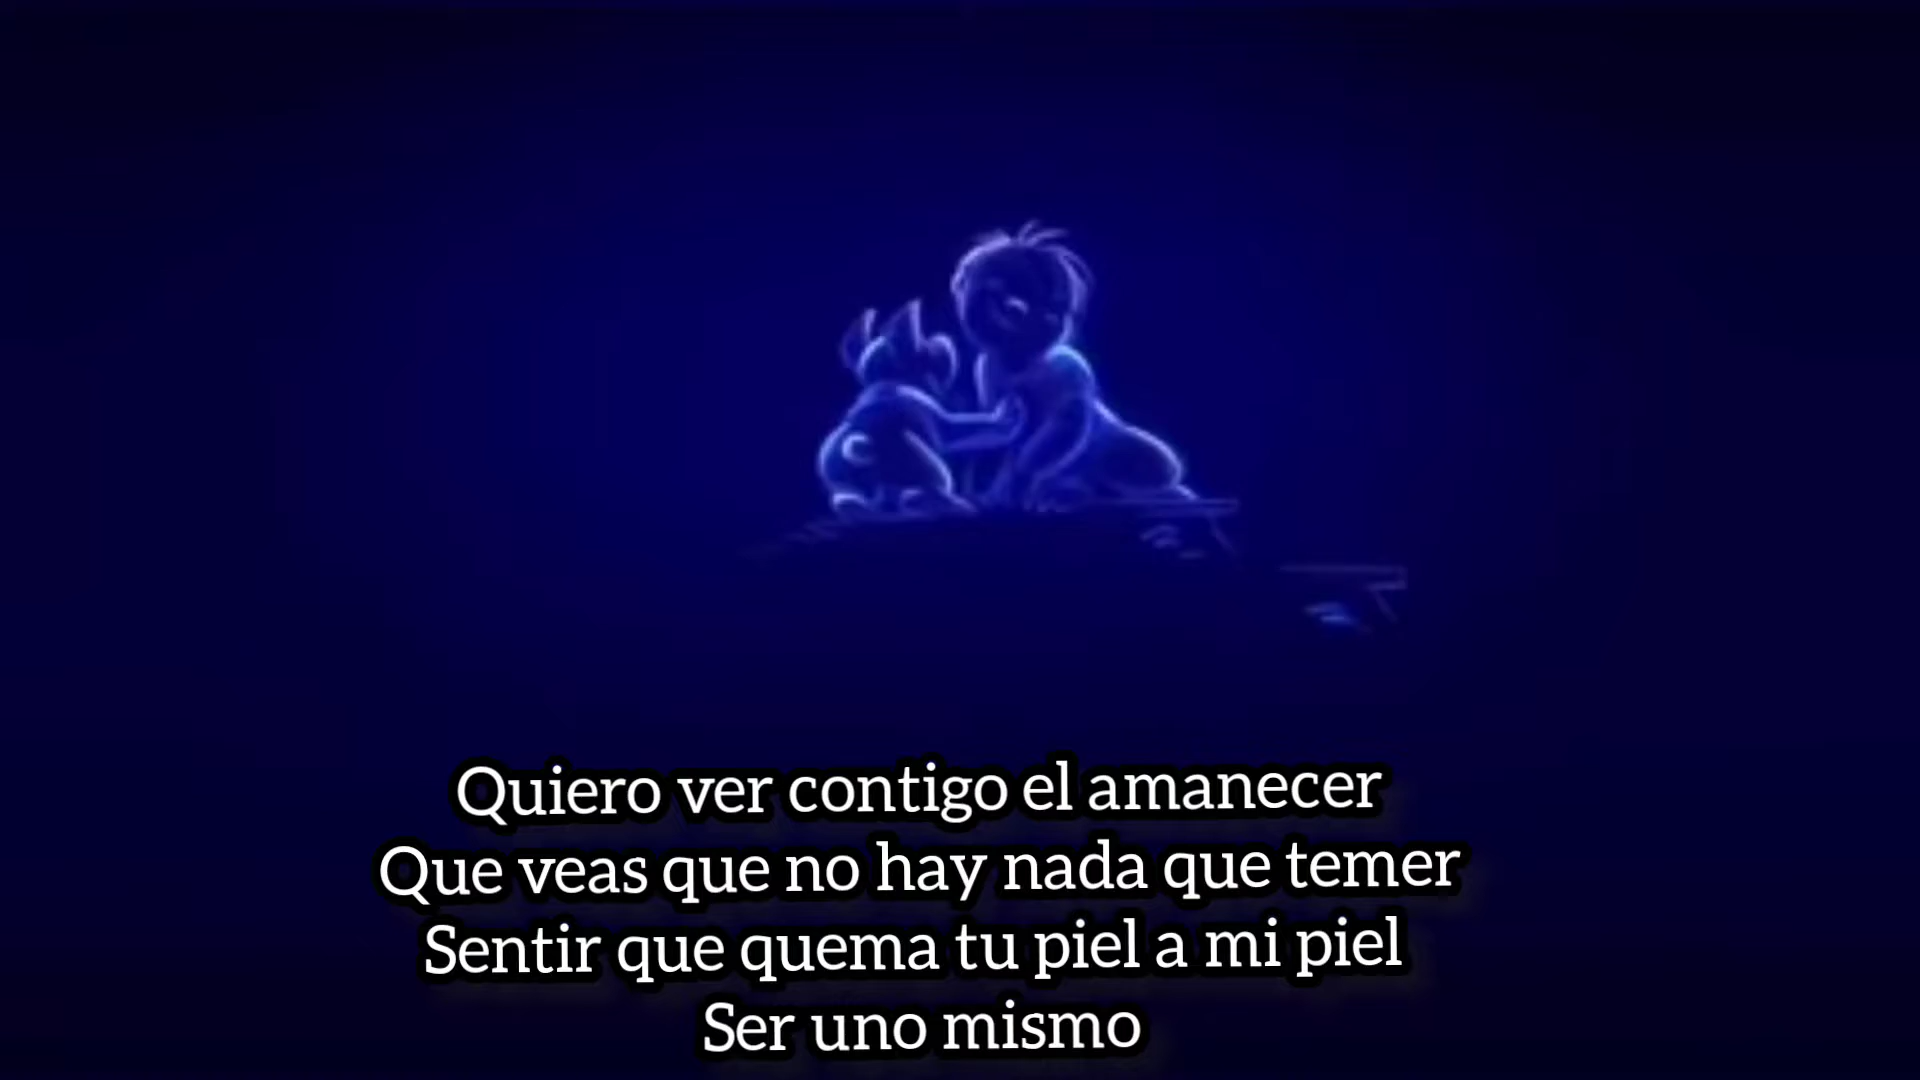 Quiero ver contigo el amanecer
Que veas que no hay nada que temer
Sentir que quema tu piel a mi piel
Ser uno mismo